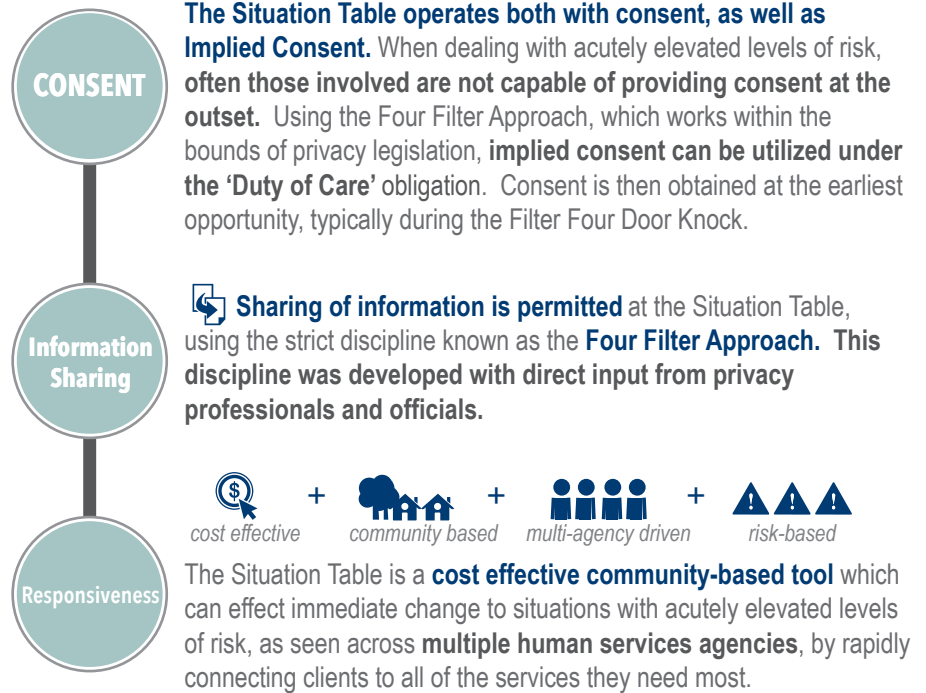 CONSENT
The Situation Table operates both with consent, as well as
Implied Consent. When dealing with acutely elevated levels of risk,
often those involved are not capable of providing consent at the
outset. Using the Four Filter Approach, which works within the
bounds of privacy legislation, implied consent can be utilized under
the ‘Duty of Care’ obligation. Consent is then obtained at the earliest
opportunity, typically during the Filter Four Door Knock.
Information
Sharing
Sharing of information is permitted at the Situation Table,
using the strict discipline known as the Four Filter Approach. This
discipline was developed with direct input from privacy
professionals and officials.
$ + + +
cost effective community based multi-agency driven risk-based
Responsiveness
The Situation Table is a cost effective community-based tool which
can effect immediate change to situations with acutely elevated levels
of risk, as seen across multiple human services agencies, by rapidly
connecting clients to all of the services they need most.